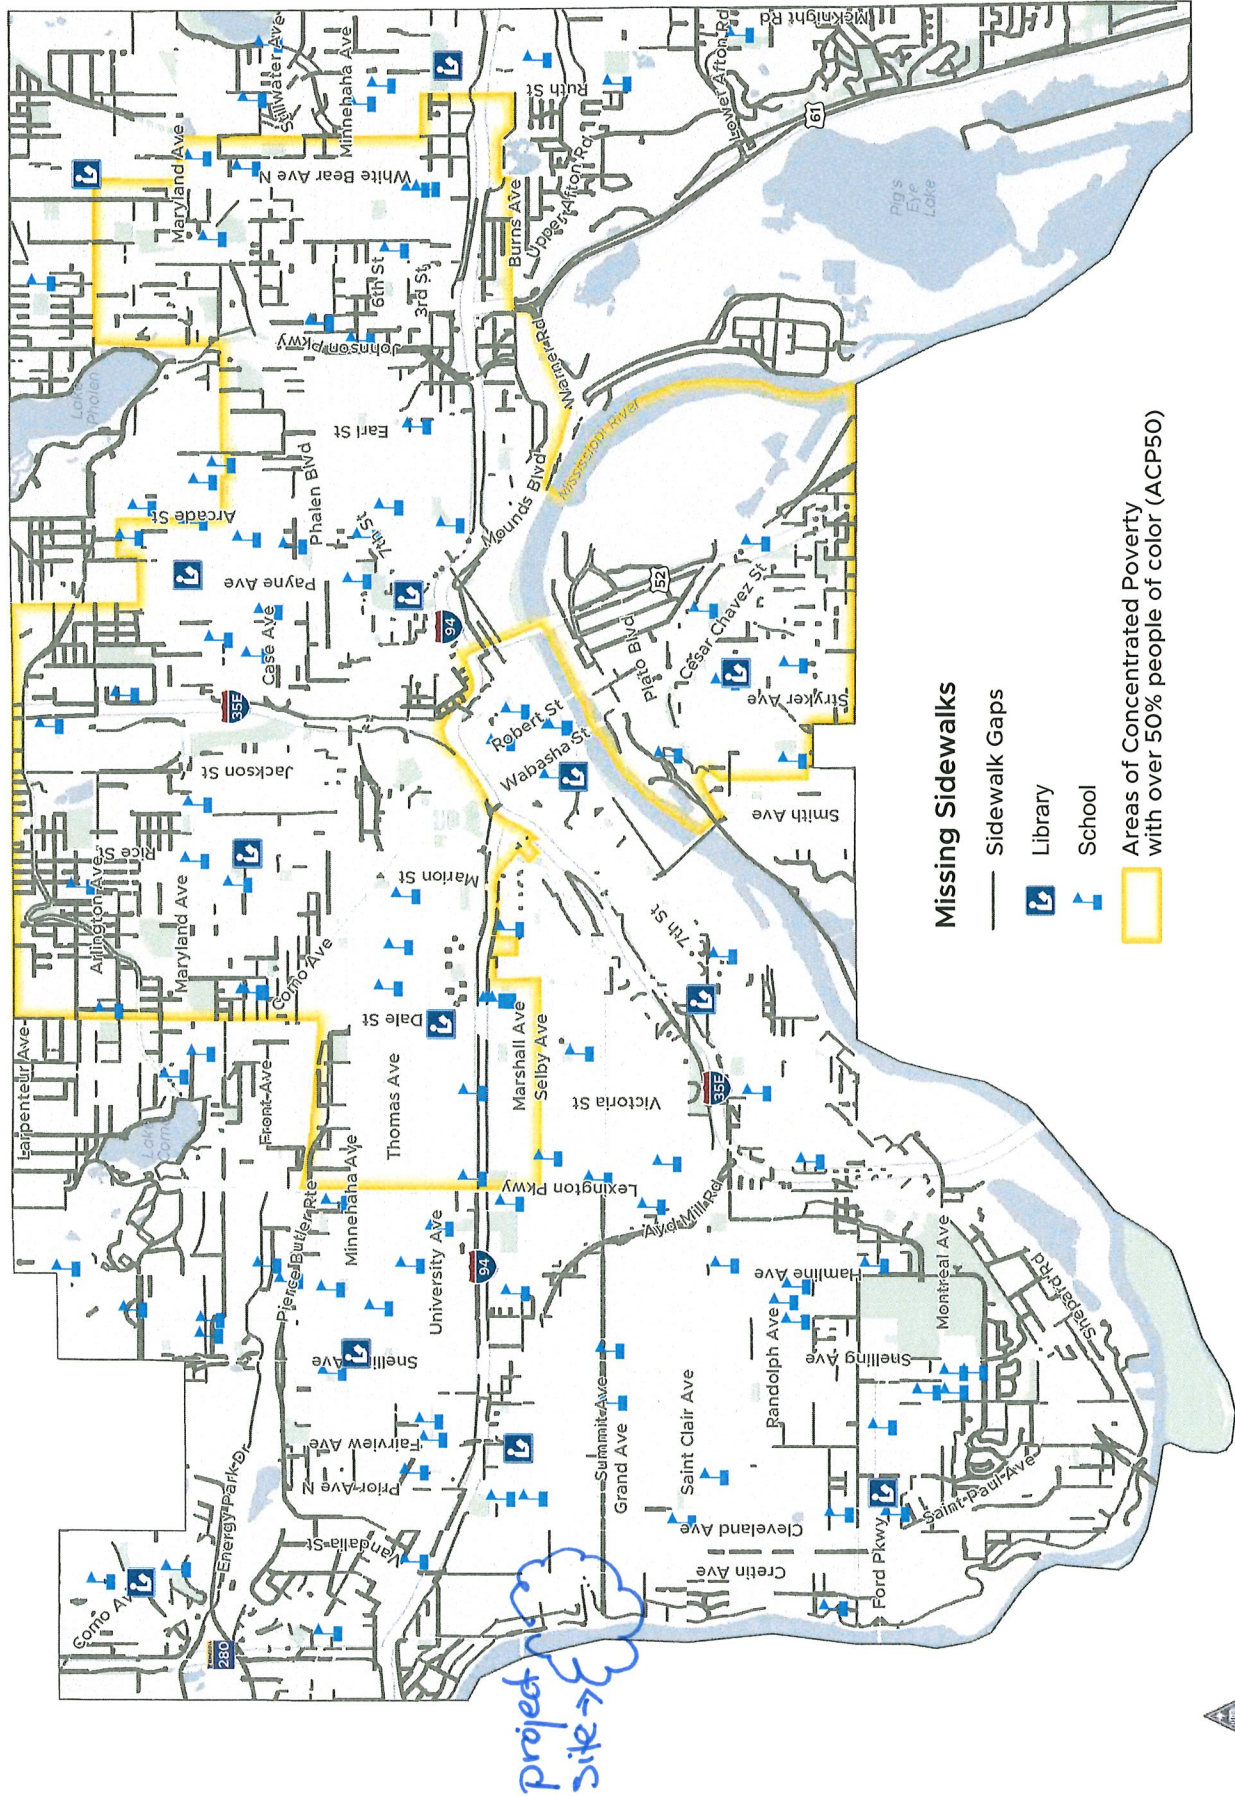 Missing Sidewalks
Sidewalk Gaps
Library
School
Areas of Concentrated Poverty
with over 50% people of color (ACP50)
project
site →
Como Ave
280
Energy Park Dr
Vandalia St
Prior Ave N
Fairview Ave
Snelling Ave
Pierce Butler Rte
Minnehaha Ave
University Ave
94
Thomas Ave
Larpenteur Ave
Lake Como
Front Ave
Como Ave
Dale St
Maryland Ave
Arlington Ave
Rice St
Marion St
Jackson St
35E
Case Ave
Payne Ave
Phalen Blvd
7th St
Arcade St
Lake Phalen
Earl St
Johnson Pkwy
6th St
3rd St
Maryland Ave
White Bear Ave N
Stillwater Ave
Minnehaha Ave
Ruth St
Burns Ave
Upper Afton Rd
Lower Afton Rd
McKnight Rd
61
Pig's
Eye
Lake
Warner Rd
Mississippi River
Mounds Blvd
94
Robert St
Wabasha St
Plato Blvd
52
César Chavez St
Stryker Ave
Smith Ave
7th St
35E
Marshall Ave
Selby Ave
Victoria St
Lexington Pkwy
Ayd Mill Rd
Summit Ave
Grand Ave
Saint Clair Ave
Randolph Ave
Hamline Ave
Snelling Ave
Montreal Ave
Shepard Rd
Cleveland Ave
Cretin Ave
Ford Pkwy
Saint Paul Ave